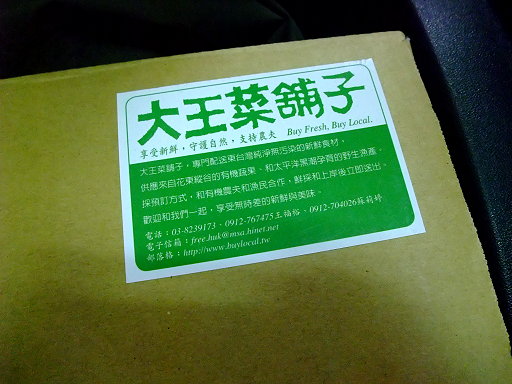 大王菜舖子
享受新鮮，守護自然，支持農夫 Buy Fresh, Buy Local.
大王菜舖子，專門配送東台灣純淨無污染的新鮮食材，
供應來自花東縱谷的有機蔬果、和太平洋黑潮孕育的野生漁產。
採預訂方式，和有機農夫和漁民合作，鮮採和上岸後立即送出。
歡迎和我們一起，享受無時差的新鮮與美味。
電話：03-8239173、0912-767475王福裕、0912-704026蘇莉婷
電子信箱：free.huk@msa.hinet.net
部落格：http://www.buylocal.tw